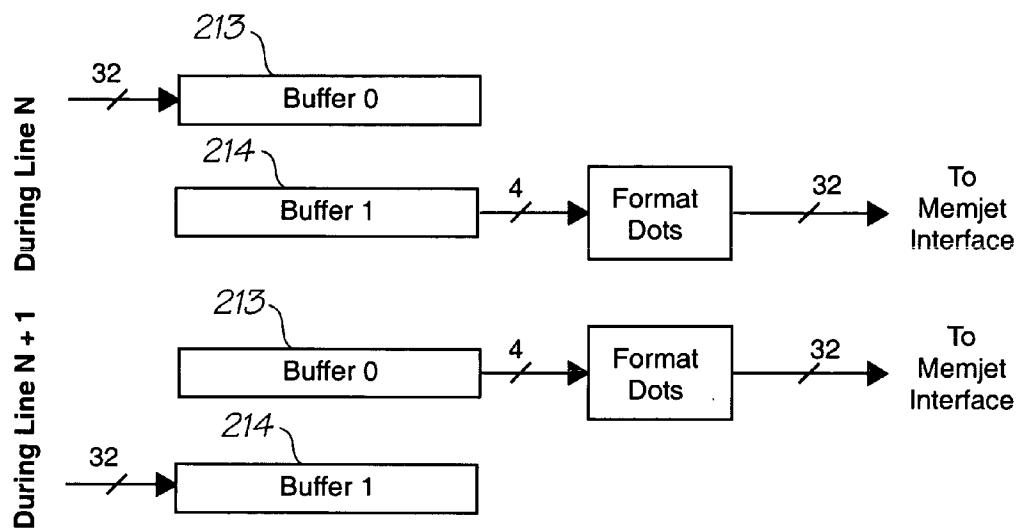 During Line N
213
32
Buffer 0
214
Buffer 1
4
Format
Dots
32
To
Memjet
Interface
During Line N + 1
213
Buffer 0
4
Format
Dots
32
To
Memjet
Interface
214
32
Buffer 1